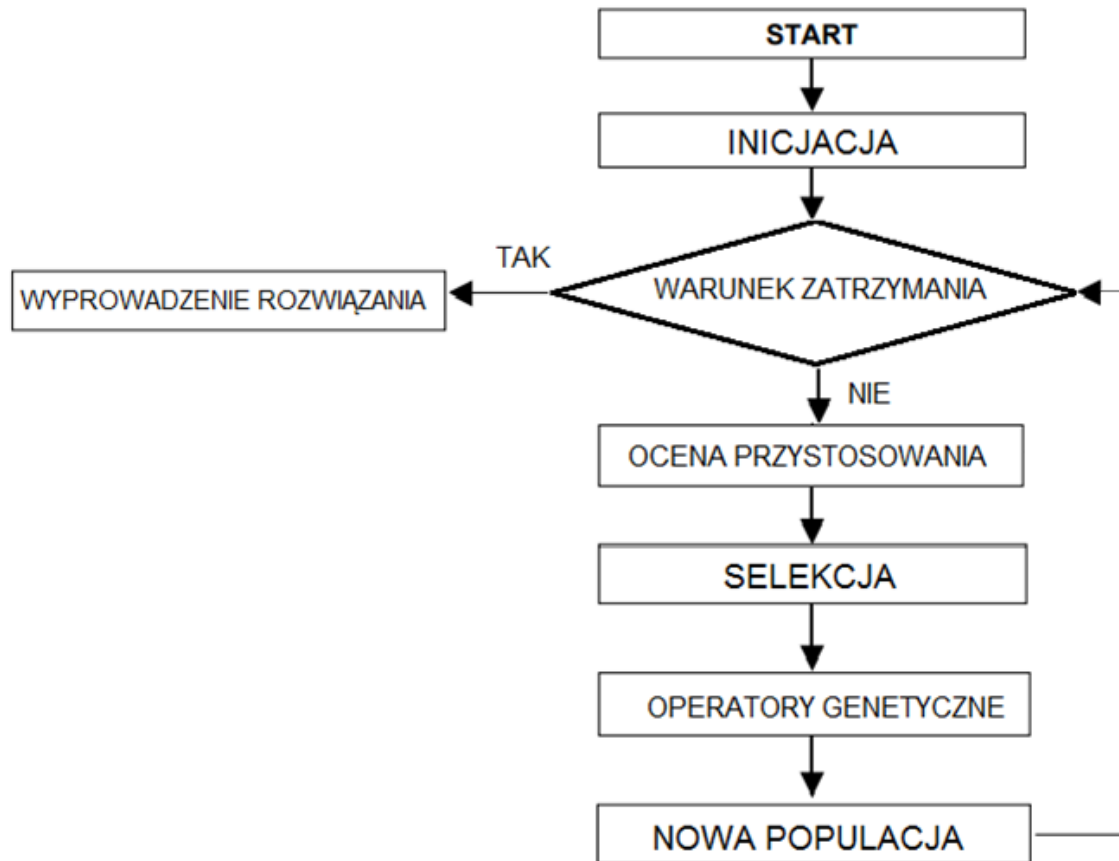 START
INICJACJA
TAK
WARUNEK ZATRZYMANIA
WYPROWADZENIE ROZWIĄZANIA
NIE
OCENA PRZYSTOSOWANIA
SELEKCJA
OPERATORY GENETYCZNE
NOWA POPULACJA